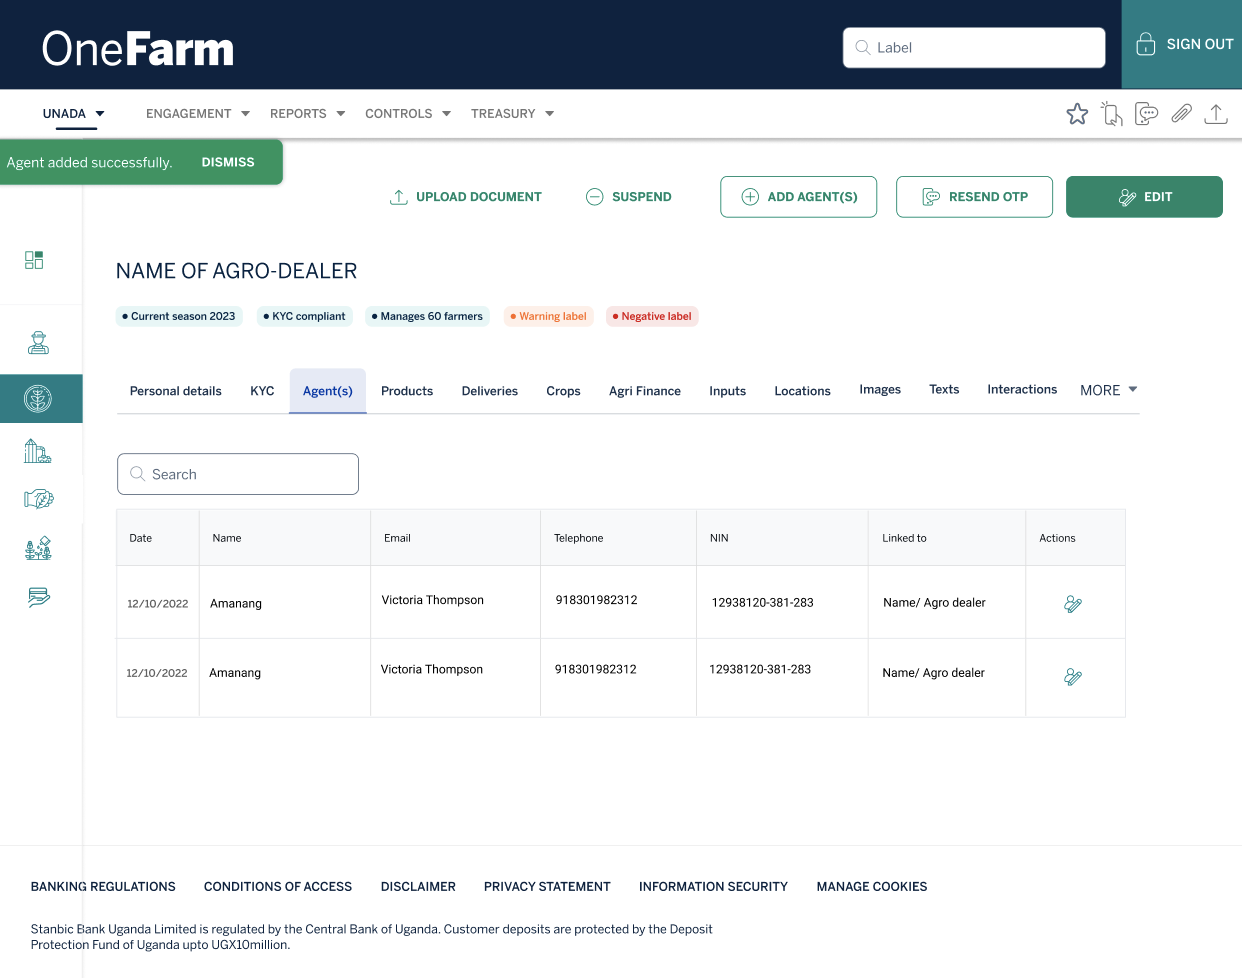 OneFarm
Label
SIGN OUT
UNADA
ENGAGEMENT
REPORTS
CONTROLS
TREASURY
Agent added successfully. DISMISS
UPLOAD DOCUMENT
SUSPEND
ADD AGENT(S)
RESEND OTP
EDIT
NAME OF AGRO-DEALER
Current season 2023
KYC compliant
Manages 60 farmers
Warning label
Negative label
Personal details
KYC
Agent(s)
Products
Deliveries
Crops
Agri Finance
Inputs
Locations
Images
Texts
Interactions
MORE
Search
Date Name Email Telephone NIN Linked to Actions
12/10/2022 Amanang Victoria Thompson 918301982312 12938120-381-283 Name/ Agro dealer
12/10/2022 Amanang Victoria Thompson 918301982312 12938120-381-283 Name/ Agro dealer
BANKING REGULATIONS
CONDITIONS OF ACCESS
DISCLAIMER
PRIVACY STATEMENT
INFORMATION SECURITY
MANAGE COOKIES
Stanbic Bank Uganda Limited is regulated by the Central Bank of Uganda. Customer deposits are protected by the Deposit
Protection Fund of Uganda upto UGX10million.